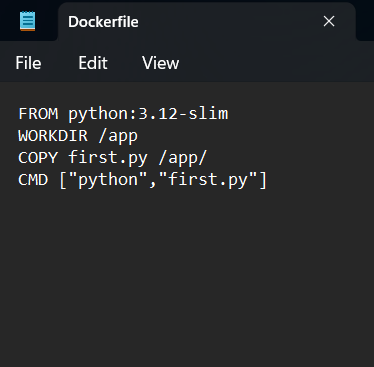 Dockerfile
File Edit View
FROM python:3.12-slim
WORKDIR /app
COPY first.py /app/
CMD ["python","first.py"]